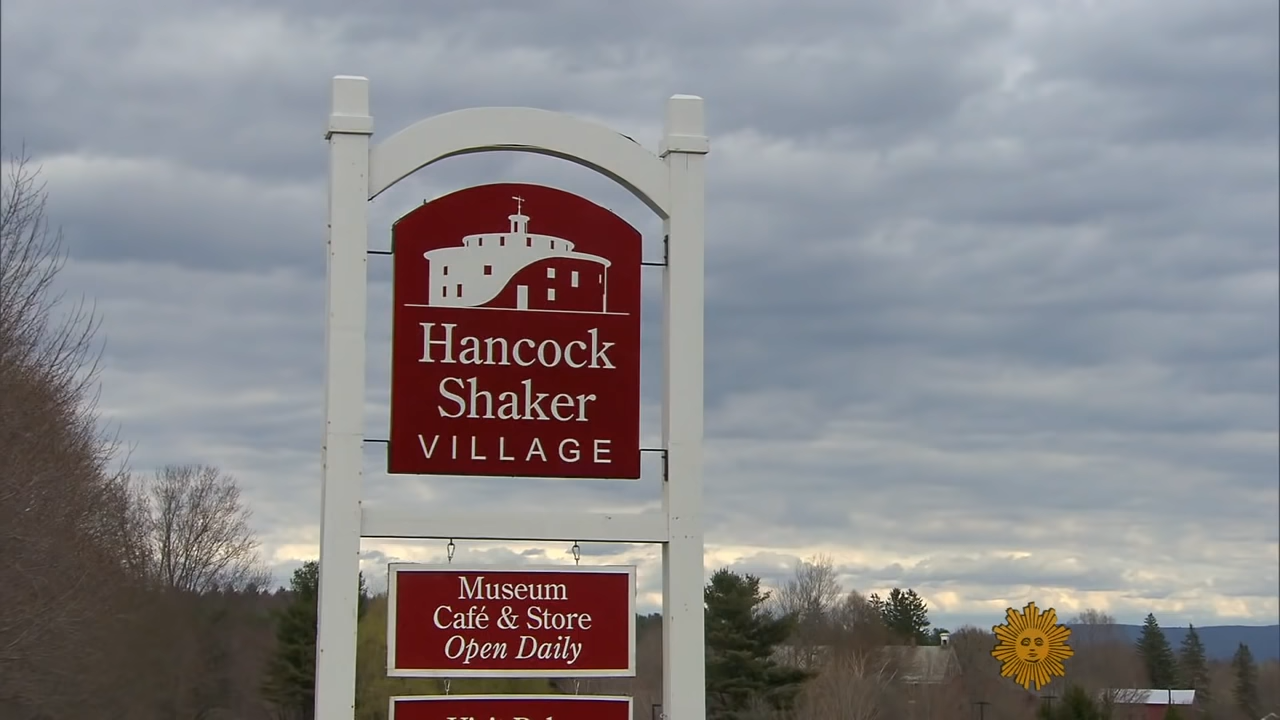 Hancock
Shaker
VILLAGE
Museum
Café & Store
Open Daily